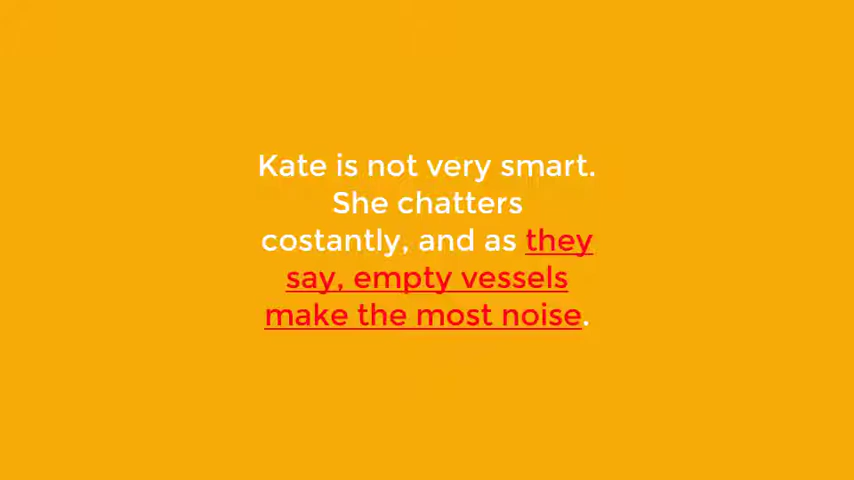 Kate is not very smart.
She chatters
costantly, and as they
say, empty vessels
make the most noise.